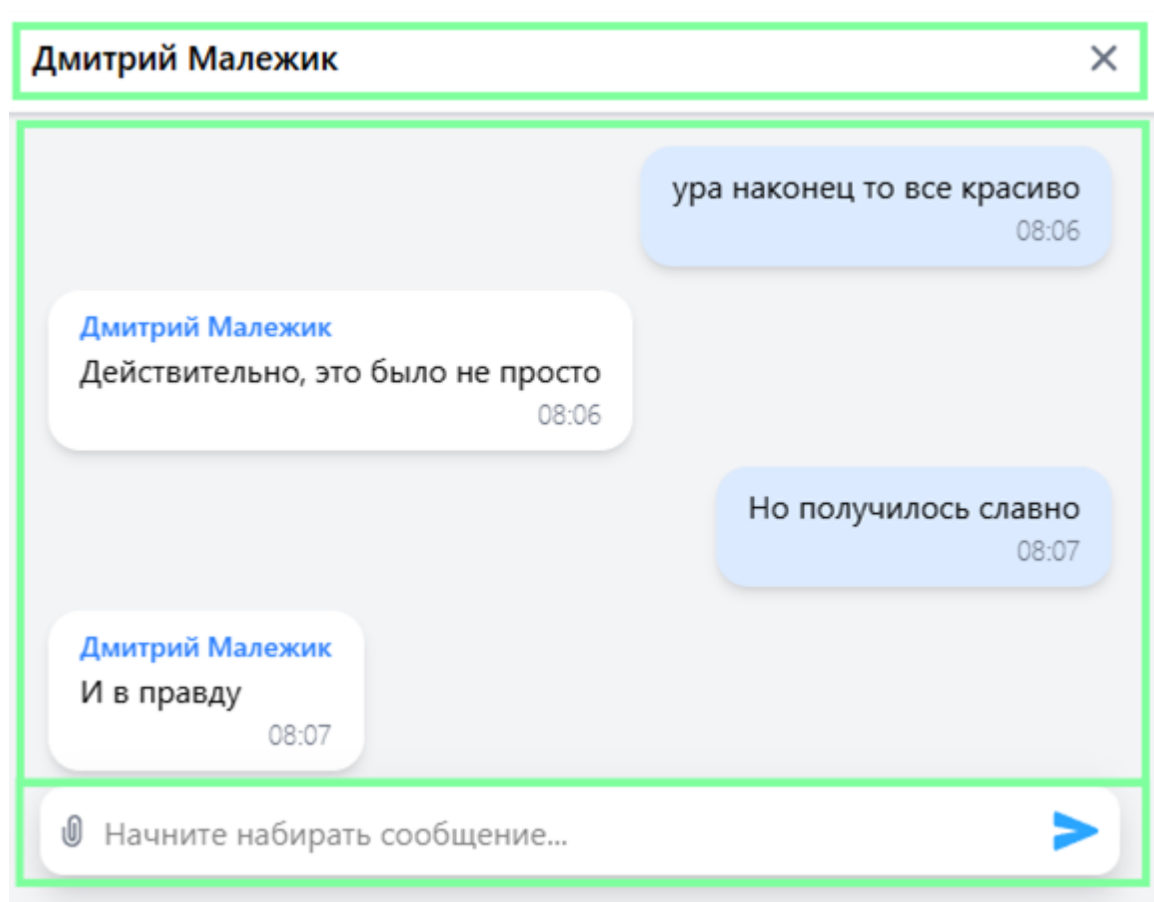 Дмитрий Малежик
ура наконец то все красиво
08:06
Дмитрий Малежик
Действительно, это было не просто
08:06
Но получилось славно
08:07
Дмитрий Малежик
И в правду
08:07
Начните набирать сообщение...